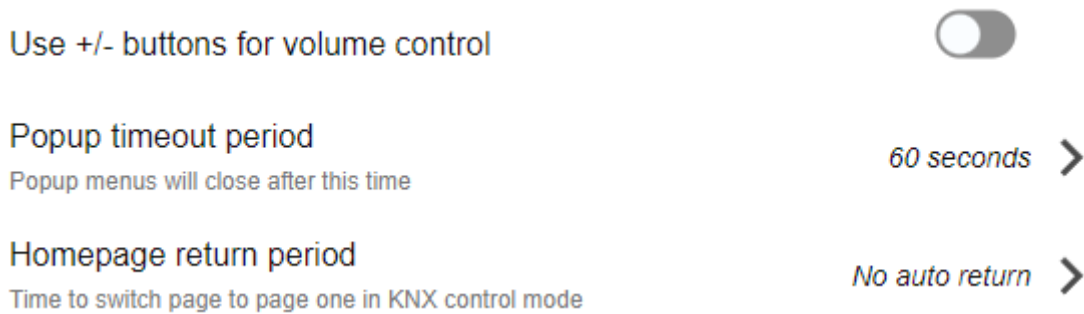 Use +/- buttons for volume control
Popup timeout period
60 seconds
Popup menus will close after this time
Homepage return period
No auto return
Time to switch page to page one in KNX control mode